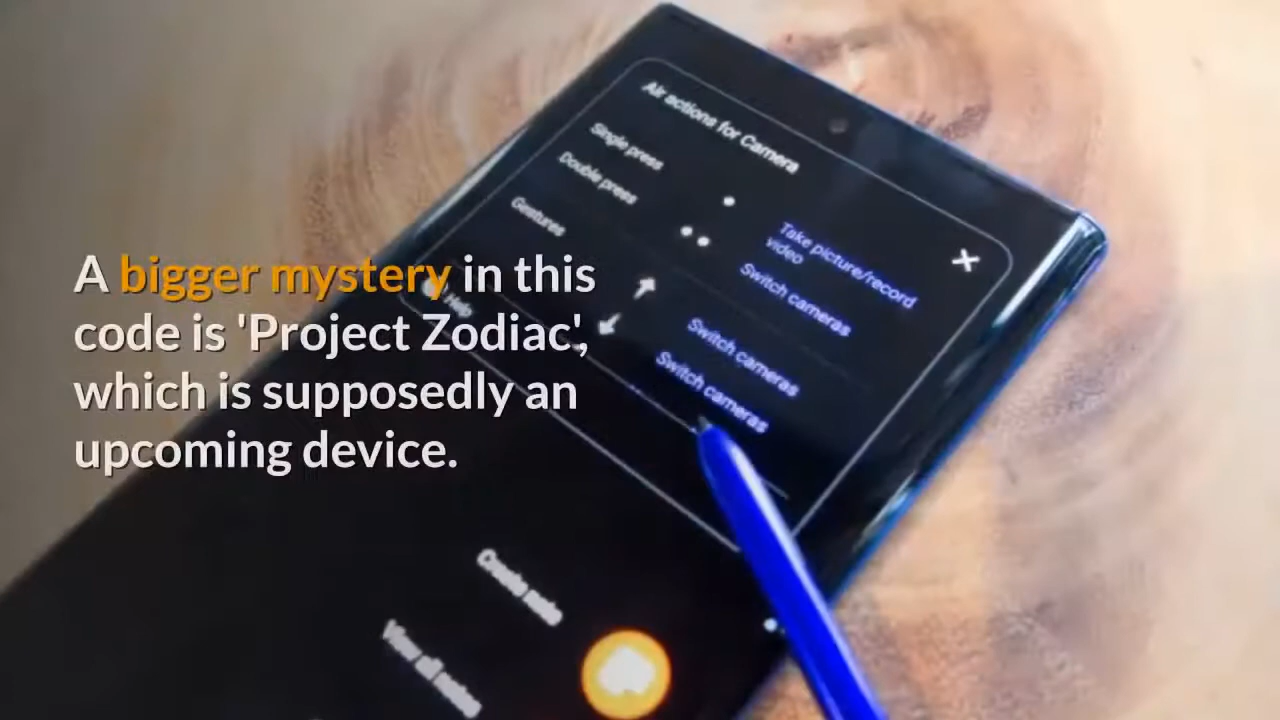 A bigger mystery in this
code is 'Project Zodiac',
which is supposedly an
upcoming device.
Air actions for Camera
Single press
Take picture/record
video
Double press
Switch cameras
Gestures
Switch cameras
Switch cameras
Help
Create note
View all notes